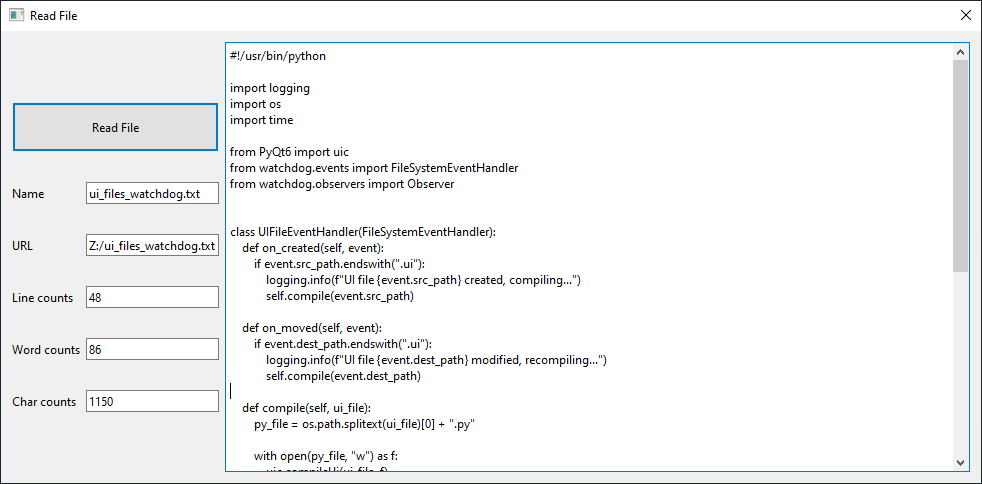 Read File
Read File
Name
ui_files_watchdog.txt
URL
Z:/ui_files_watchdog.txt
Line counts
48
Word counts
86
Char counts
1150
#!/usr/bin/python
import logging
import os
import time
from PyQt6 import uic
from watchdog.events import FileSystemEventHandler
from watchdog.observers import Observer
class UIFileEventHandler(FileSystemEventHandler):
def on_created(self, event):
if event.src_path.endswith(".ui"):
logging.info(f"UI file {event.src_path} created, compiling...")
self.compile(event.src_path)
def on_moved(self, event):
if event.dest_path.endswith(".ui"):
logging.info(f"UI file {event.dest_path} modified, recompiling...")
self.compile(event.dest_path)
def compile(self, ui_file):
py_file = os.path.splitext(ui_file)[0] + ".py"
with open(py_file, "w") as f:
uic.compileUi(ui_file, f)